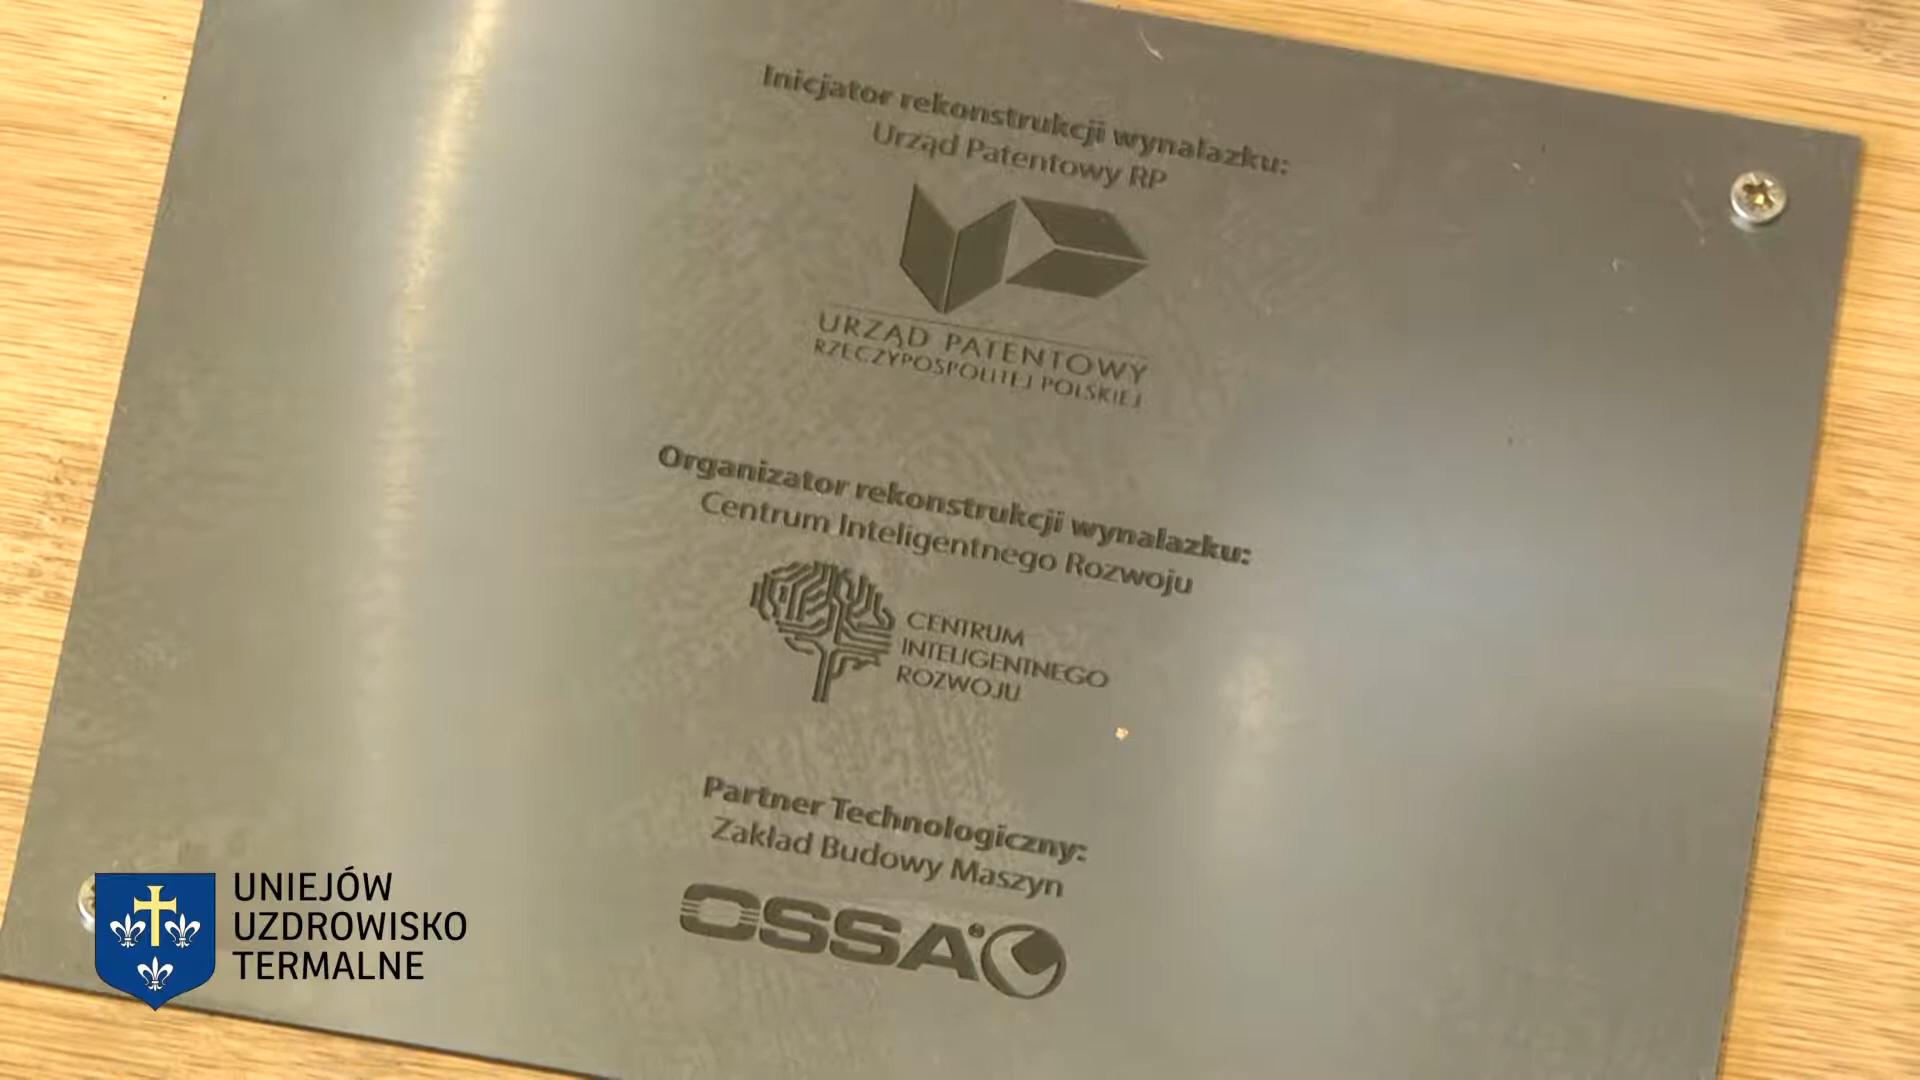 Inicjator rekonstrukcji wynalazku:
Urząd Patentowy RP
URZĄD PATENTOWY
RZECZYPOSPOLITEJ POLSKIEJ
Organizator rekonstrukcji wynalazku:
Centrum Inteligentnego Rozwoju
CENTRUM
INTELIGENTNEGO
ROZWOJU
Partner Technologiczny:
Zakład Budowy Maszyn
OSSA®
UNIEJÓW
UZDROWISKO
TERMALNE